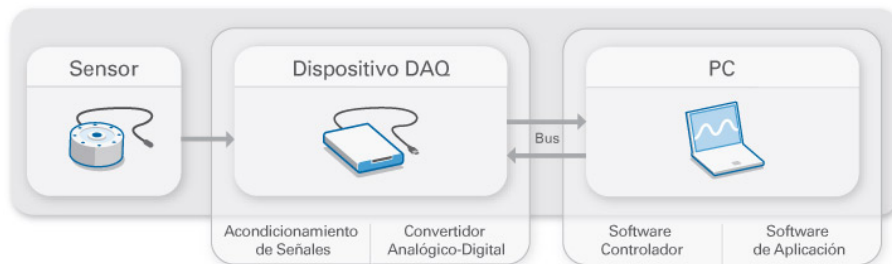 Sensor
Dispositivo DAQ
PC
Bus
Acondicionamiento
de Señales
Convertidor
Analógico-Digital
Software
Controlador
Software
de Aplicación